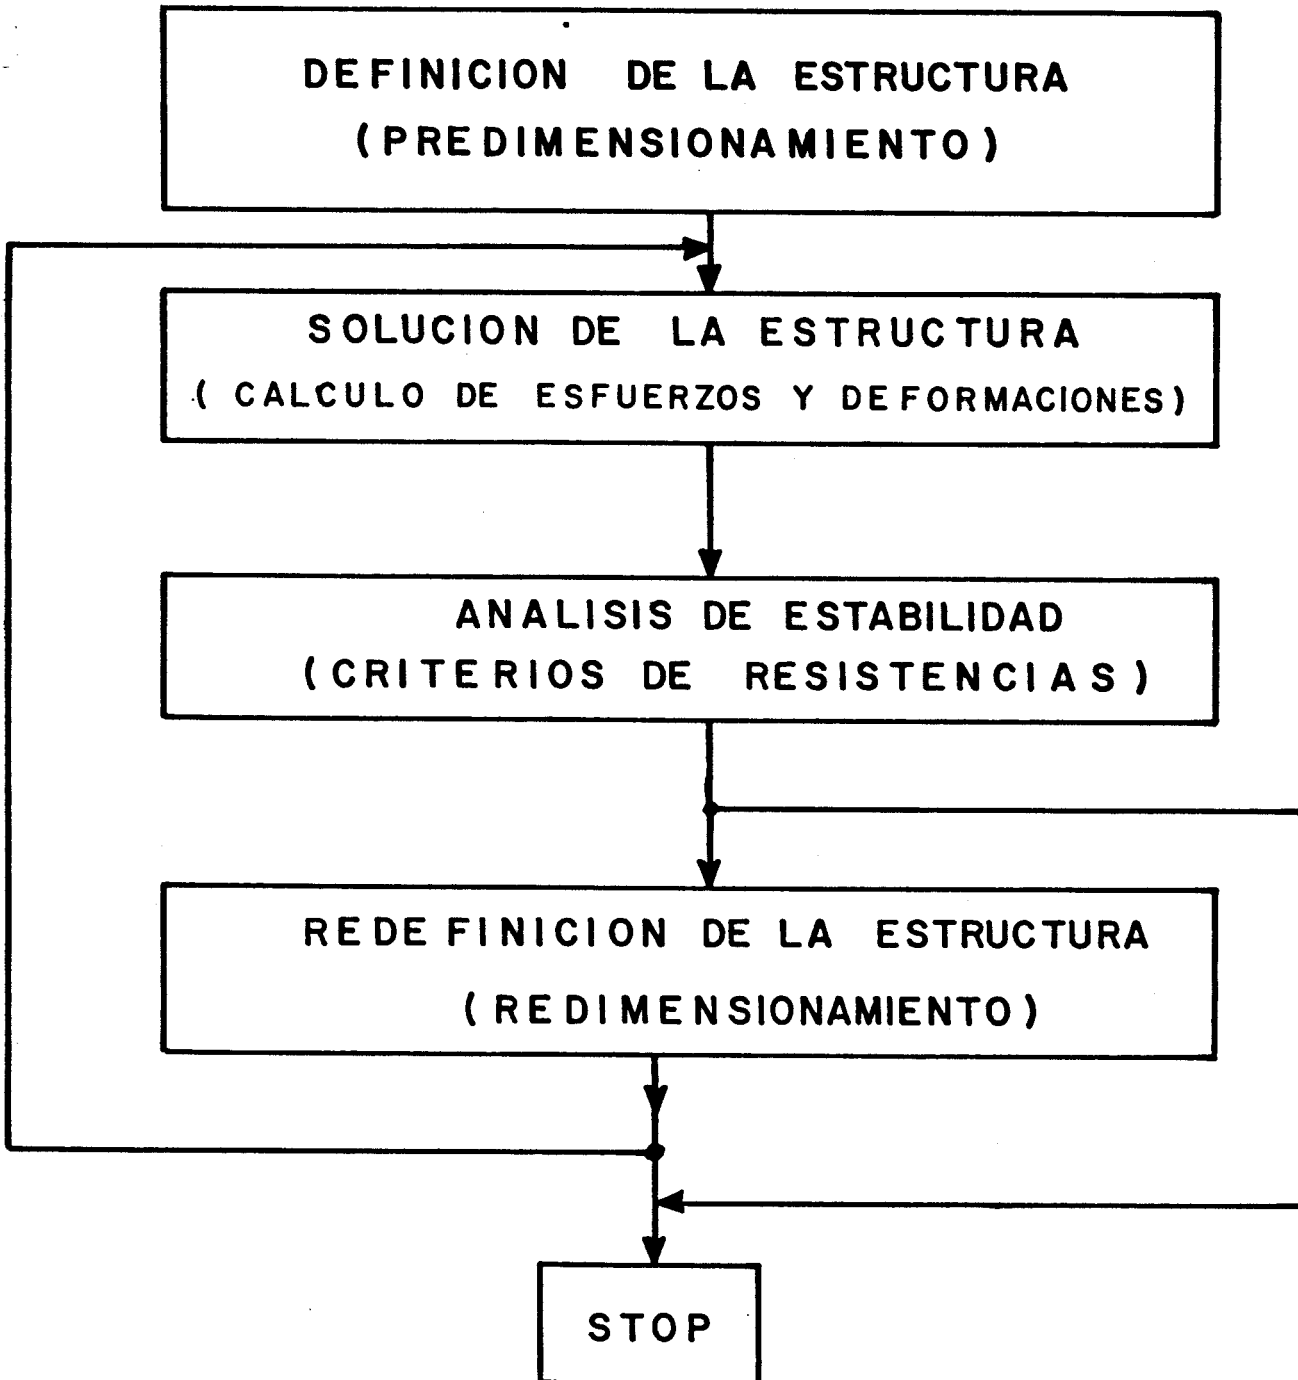 DEFINICION DE LA ESTRUCTURA
(PREDIMENSIONAMIENTO)
SOLUCION DE LA ESTRUCTURA
( CALCULO DE ESFUERZOS Y DEFORMACIONES)
ANALISIS DE ESTABILIDAD
(CRITERIOS DE RESISTENCIAS)
REDEFINICION DE LA ESTRUCTURA
(REDIMENSIONAMIENTO)
STOP